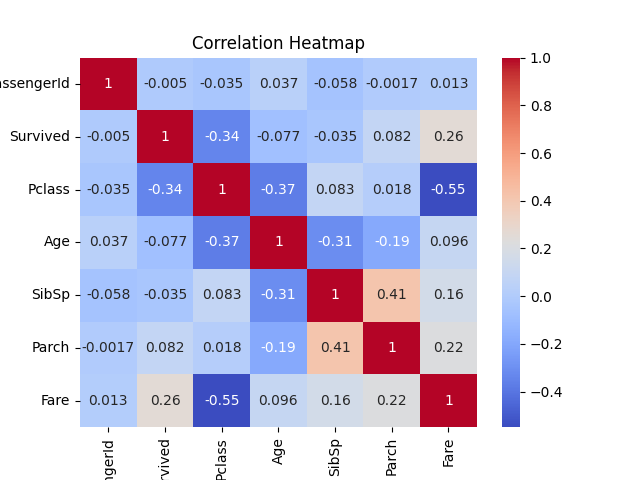 Correlation Heatmap
ssengerId 1 -0.005 -0.035 0.037 -0.058 -0.0017 0.013
Survived -0.005 1 -0.34 -0.077 -0.035 0.082 0.26
Pclass -0.035 -0.34 1 -0.37 0.083 0.018 -0.55
Age 0.037 -0.077 -0.37 1 -0.31 -0.19 0.096
SibSp -0.058 -0.035 0.083 -0.31 1 0.41 0.16
Parch -0.0017 0.082 0.018 -0.19 0.41 1 0.22
Fare 0.013 0.26 -0.55 0.096 0.16 0.22 1
ngerId rvived Pclass Age SibSp Parch Fare
1.0
0.8
0.6
0.4
0.2
0.0
−0.2
−0.4